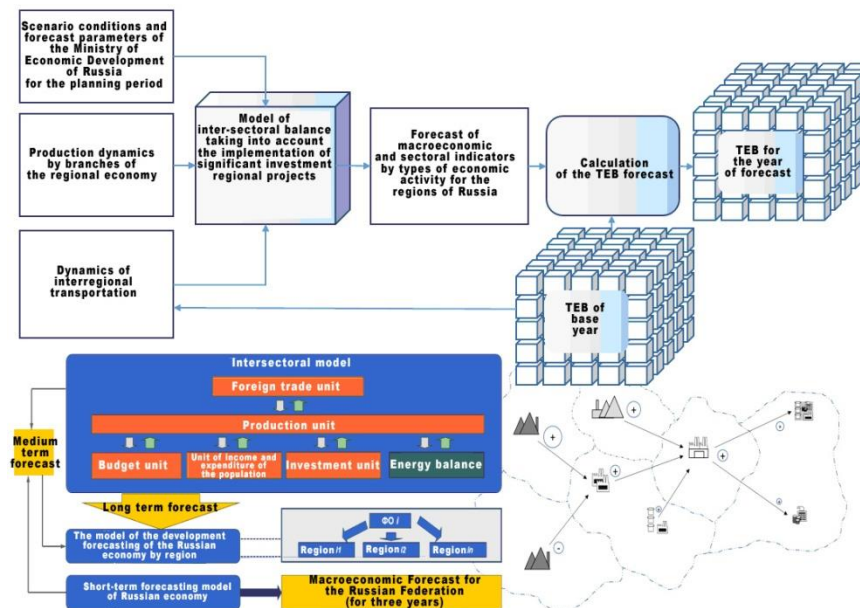 Scenario conditions and
forecast parameters of
the Ministry of
Economic Development
of Russia
for the planning period
Production dynamics
by branches of
the regional economy
Dynamics of
interregional
transportation
Model of
inter-sectoral balance
taking into account
the implementation of
significant investment
regional projects
Forecast of
macroeconomic
and sectoral indicators
by types of economic
activity for the
regions of Russia
Calculation
of the TEB forecast
TEB for
the year
of forecast
TEB of
base
year
Intersectoral model
Foreign trade unit
Production unit
Budget unit
Unit of income and
expenditure of
the population
Investment unit
Energy balance
Medium
term
forecast
Long term forecast
The model of the development
forecasting of the Russian
economy by region
ФО i
Region i1
Region i2
Region in
Short-term forecasting model
of Russian economy
Macroeconomic Forecast for
the Russian Federation
(for three years)
+
+
+
+
-